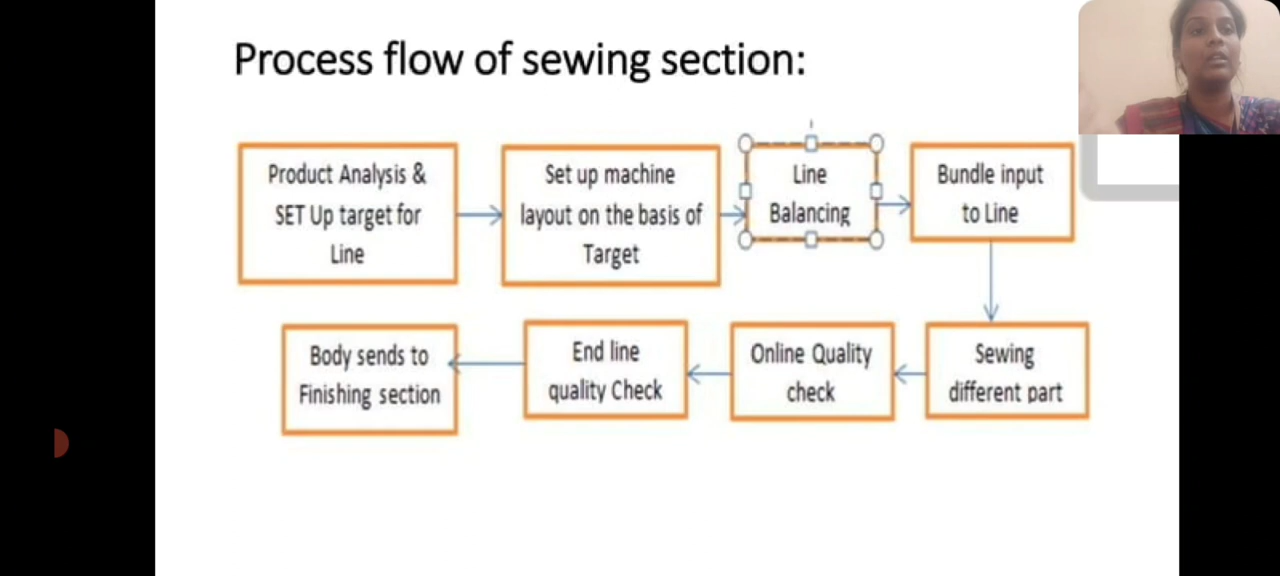 Process flow of sewing section:
Product Analysis &
SET Up target for
Line
Set up machine
layout on the basis of
Target
Line
Balancing
Bundle input
to Line
Sewing
different part
Online Quality
check
End line
quality Check
Body sends to
Finishing section